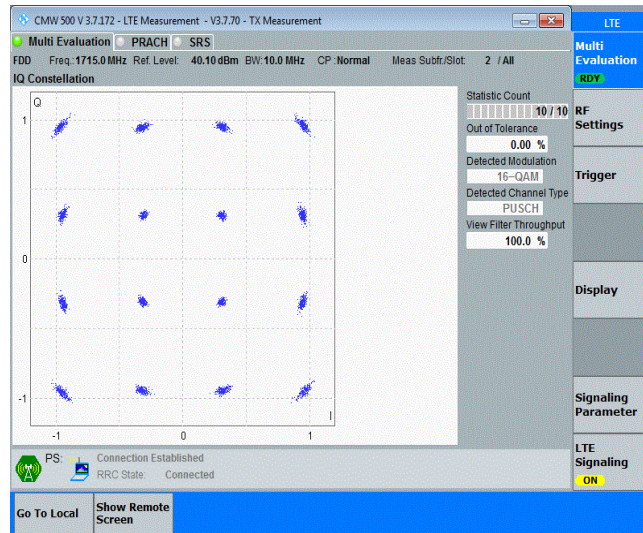 CMW 500 V 3.7.172 - LTE Measurement - V3.7.70 - TX Measurement
LTE
Multi Evaluation PRACH SRS
FDD Freq.: 1715.0 MHz Ref. Level: 40.10 dBm BW: 10.0 MHz CP : Normal Meas Subfr./Slot: 2 / All
IQ Constellation
Q
1
0
-1
-1 0 1
I
Statistic Count
10 / 10
Out of Tolerance
0.00 %
Detected Modulation
16-QAM
Detected Channel Type
PUSCH
View Filter Throughput
100.0 %
Multi
Evaluation
RDY
RF
Settings
Trigger
Display
Signaling
Parameter
LTE
Signaling
ON
PS: Connection Established
RRC State: Connected
Go To Local
Show Remote
Screen